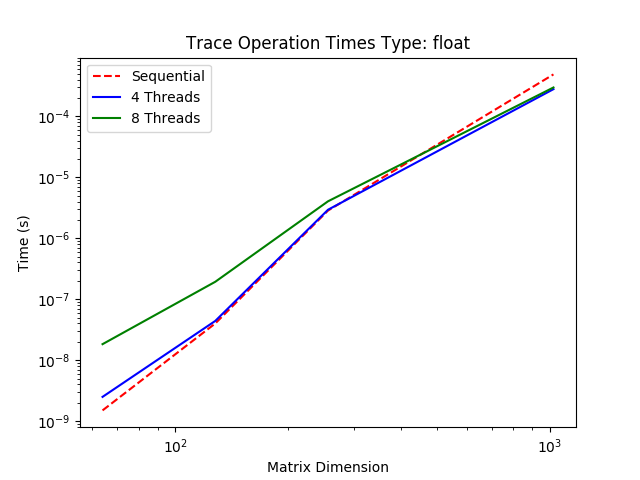 Trace Operation Times Type: float
Sequential
4 Threads
8 Threads
Time (s)
10⁻⁴
10⁻⁵
10⁻⁶
10⁻⁷
10⁻⁸
10⁻⁹
10²
10³
Matrix Dimension